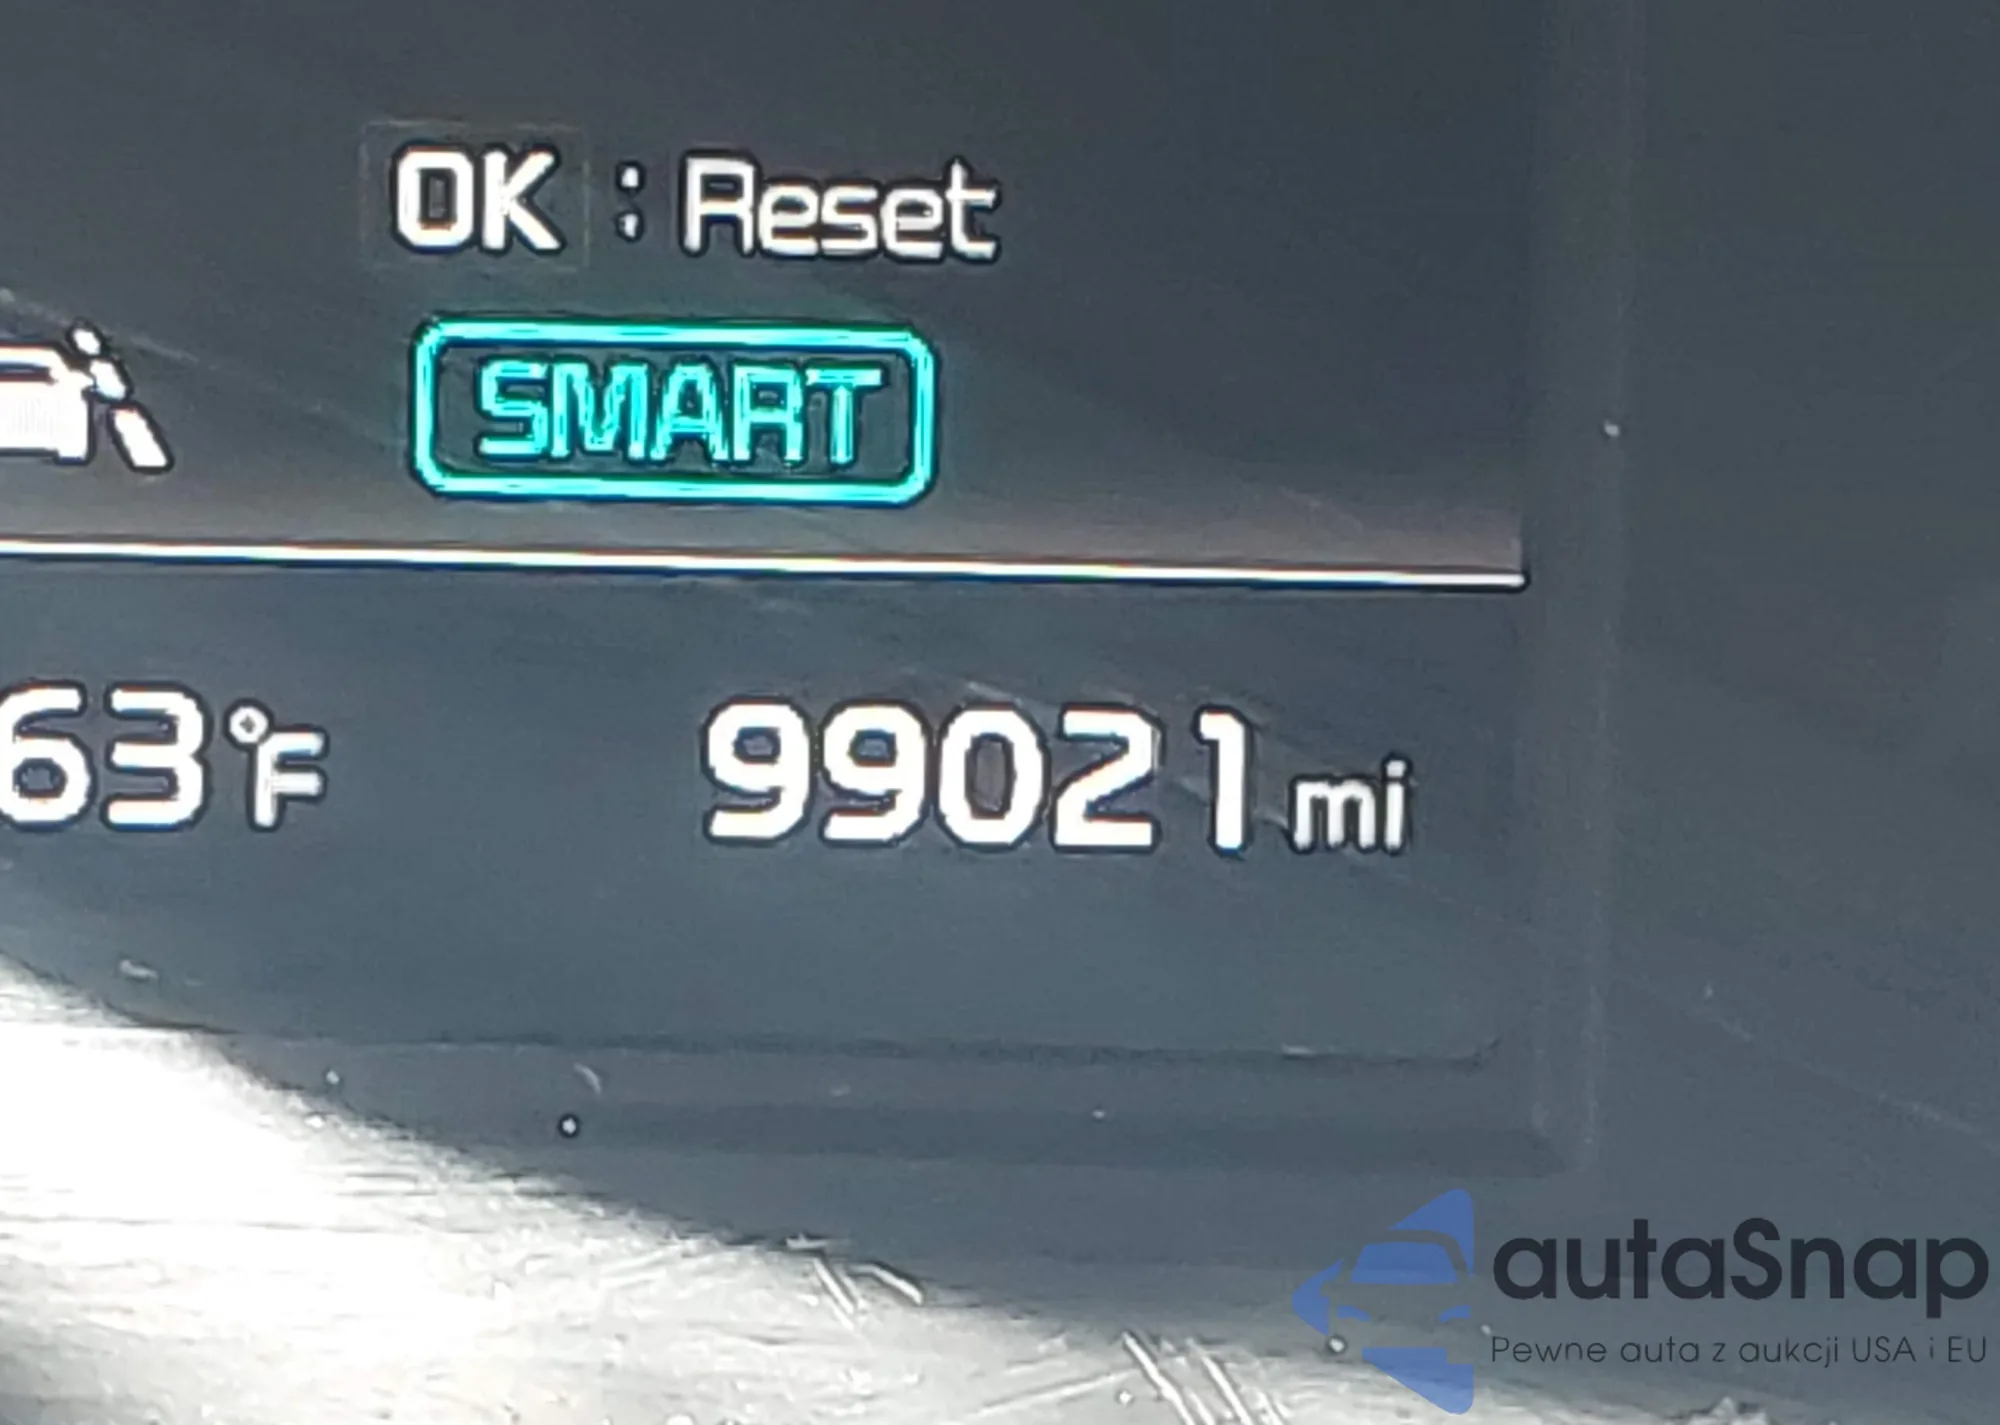 OK : Reset
SMART
63°F
99021 mi
autaSnap
Pewne auta z aukcji USA i EU